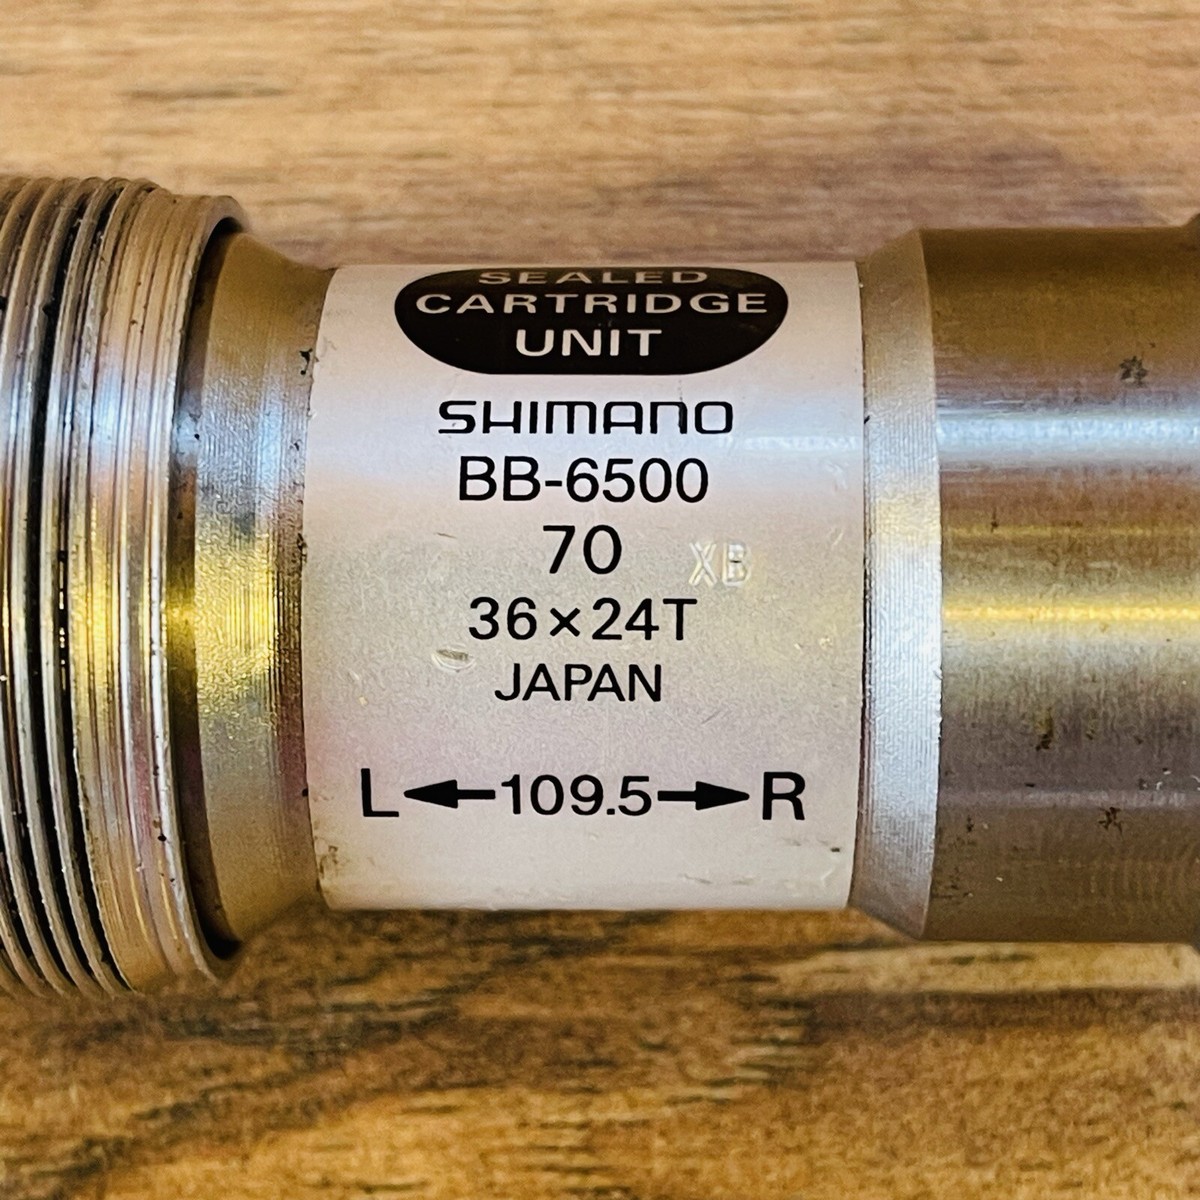 SEALED
CARTRIDGE
UNIT
SHIMANO
BB-6500
70
XB
36×24T
JAPAN
L←109.5→R